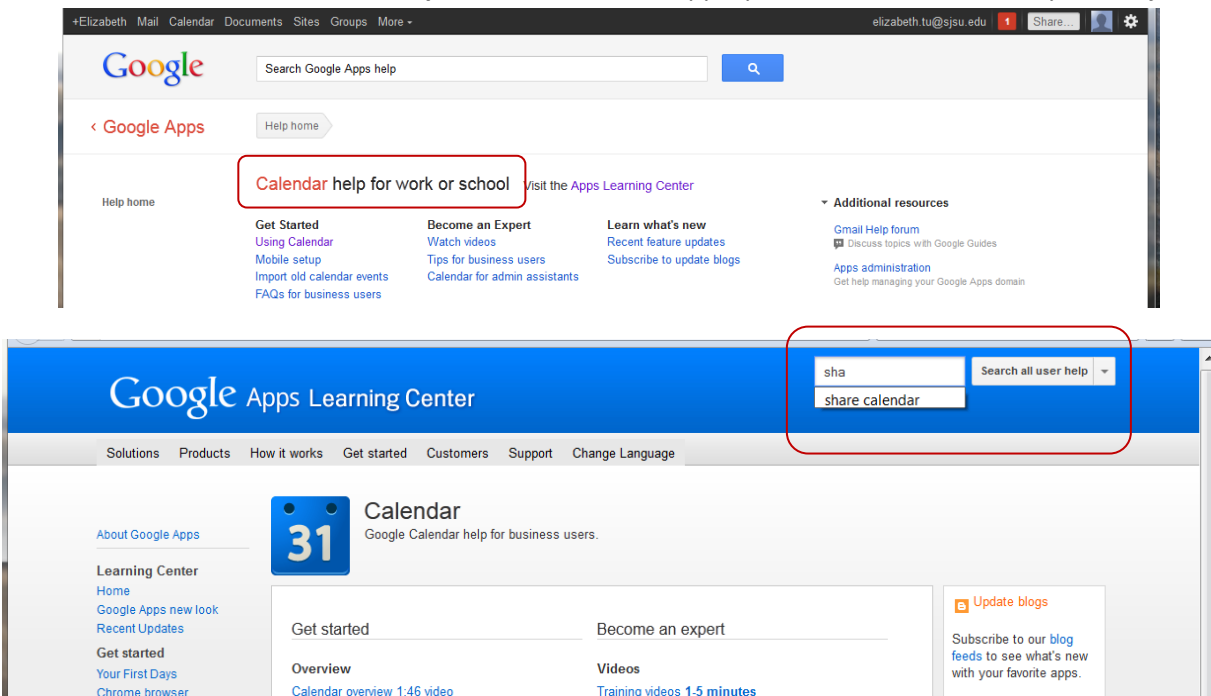 +Elizabeth Mail Calendar Documents Sites Groups More
elizabeth.tu@sjsu.edu 1 Share...
Google
Search Google Apps help
‹ Google Apps
Help home
Calendar help for work or school Visit the Apps Learning Center
Help home
Get Started
Using Calendar
Mobile setup
Import old calendar events
FAQs for business users
Become an Expert
Watch videos
Tips for business users
Calendar for admin assistants
Learn what's new
Recent feature updates
Subscribe to update blogs
Additional resources
Gmail Help forum
Discuss topics with Google Guides
Apps administration
Get help managing your Google Apps domain
Google Apps Learning Center
sha
Search all user help
share calendar
Solutions Products How it works Get started Customers Support Change Language
31
Calendar
Google Calendar help for business users.
About Google Apps
Learning Center
Home
Google Apps new look
Recent Updates
Get started
Your First Days
Chrome browser
Get started
Overview
Calendar overview 1:46 video
Become an expert
Videos
Training videos 1-5 minutes
Update blogs
Subscribe to our blog
feeds to see what's new
with your favorite apps.